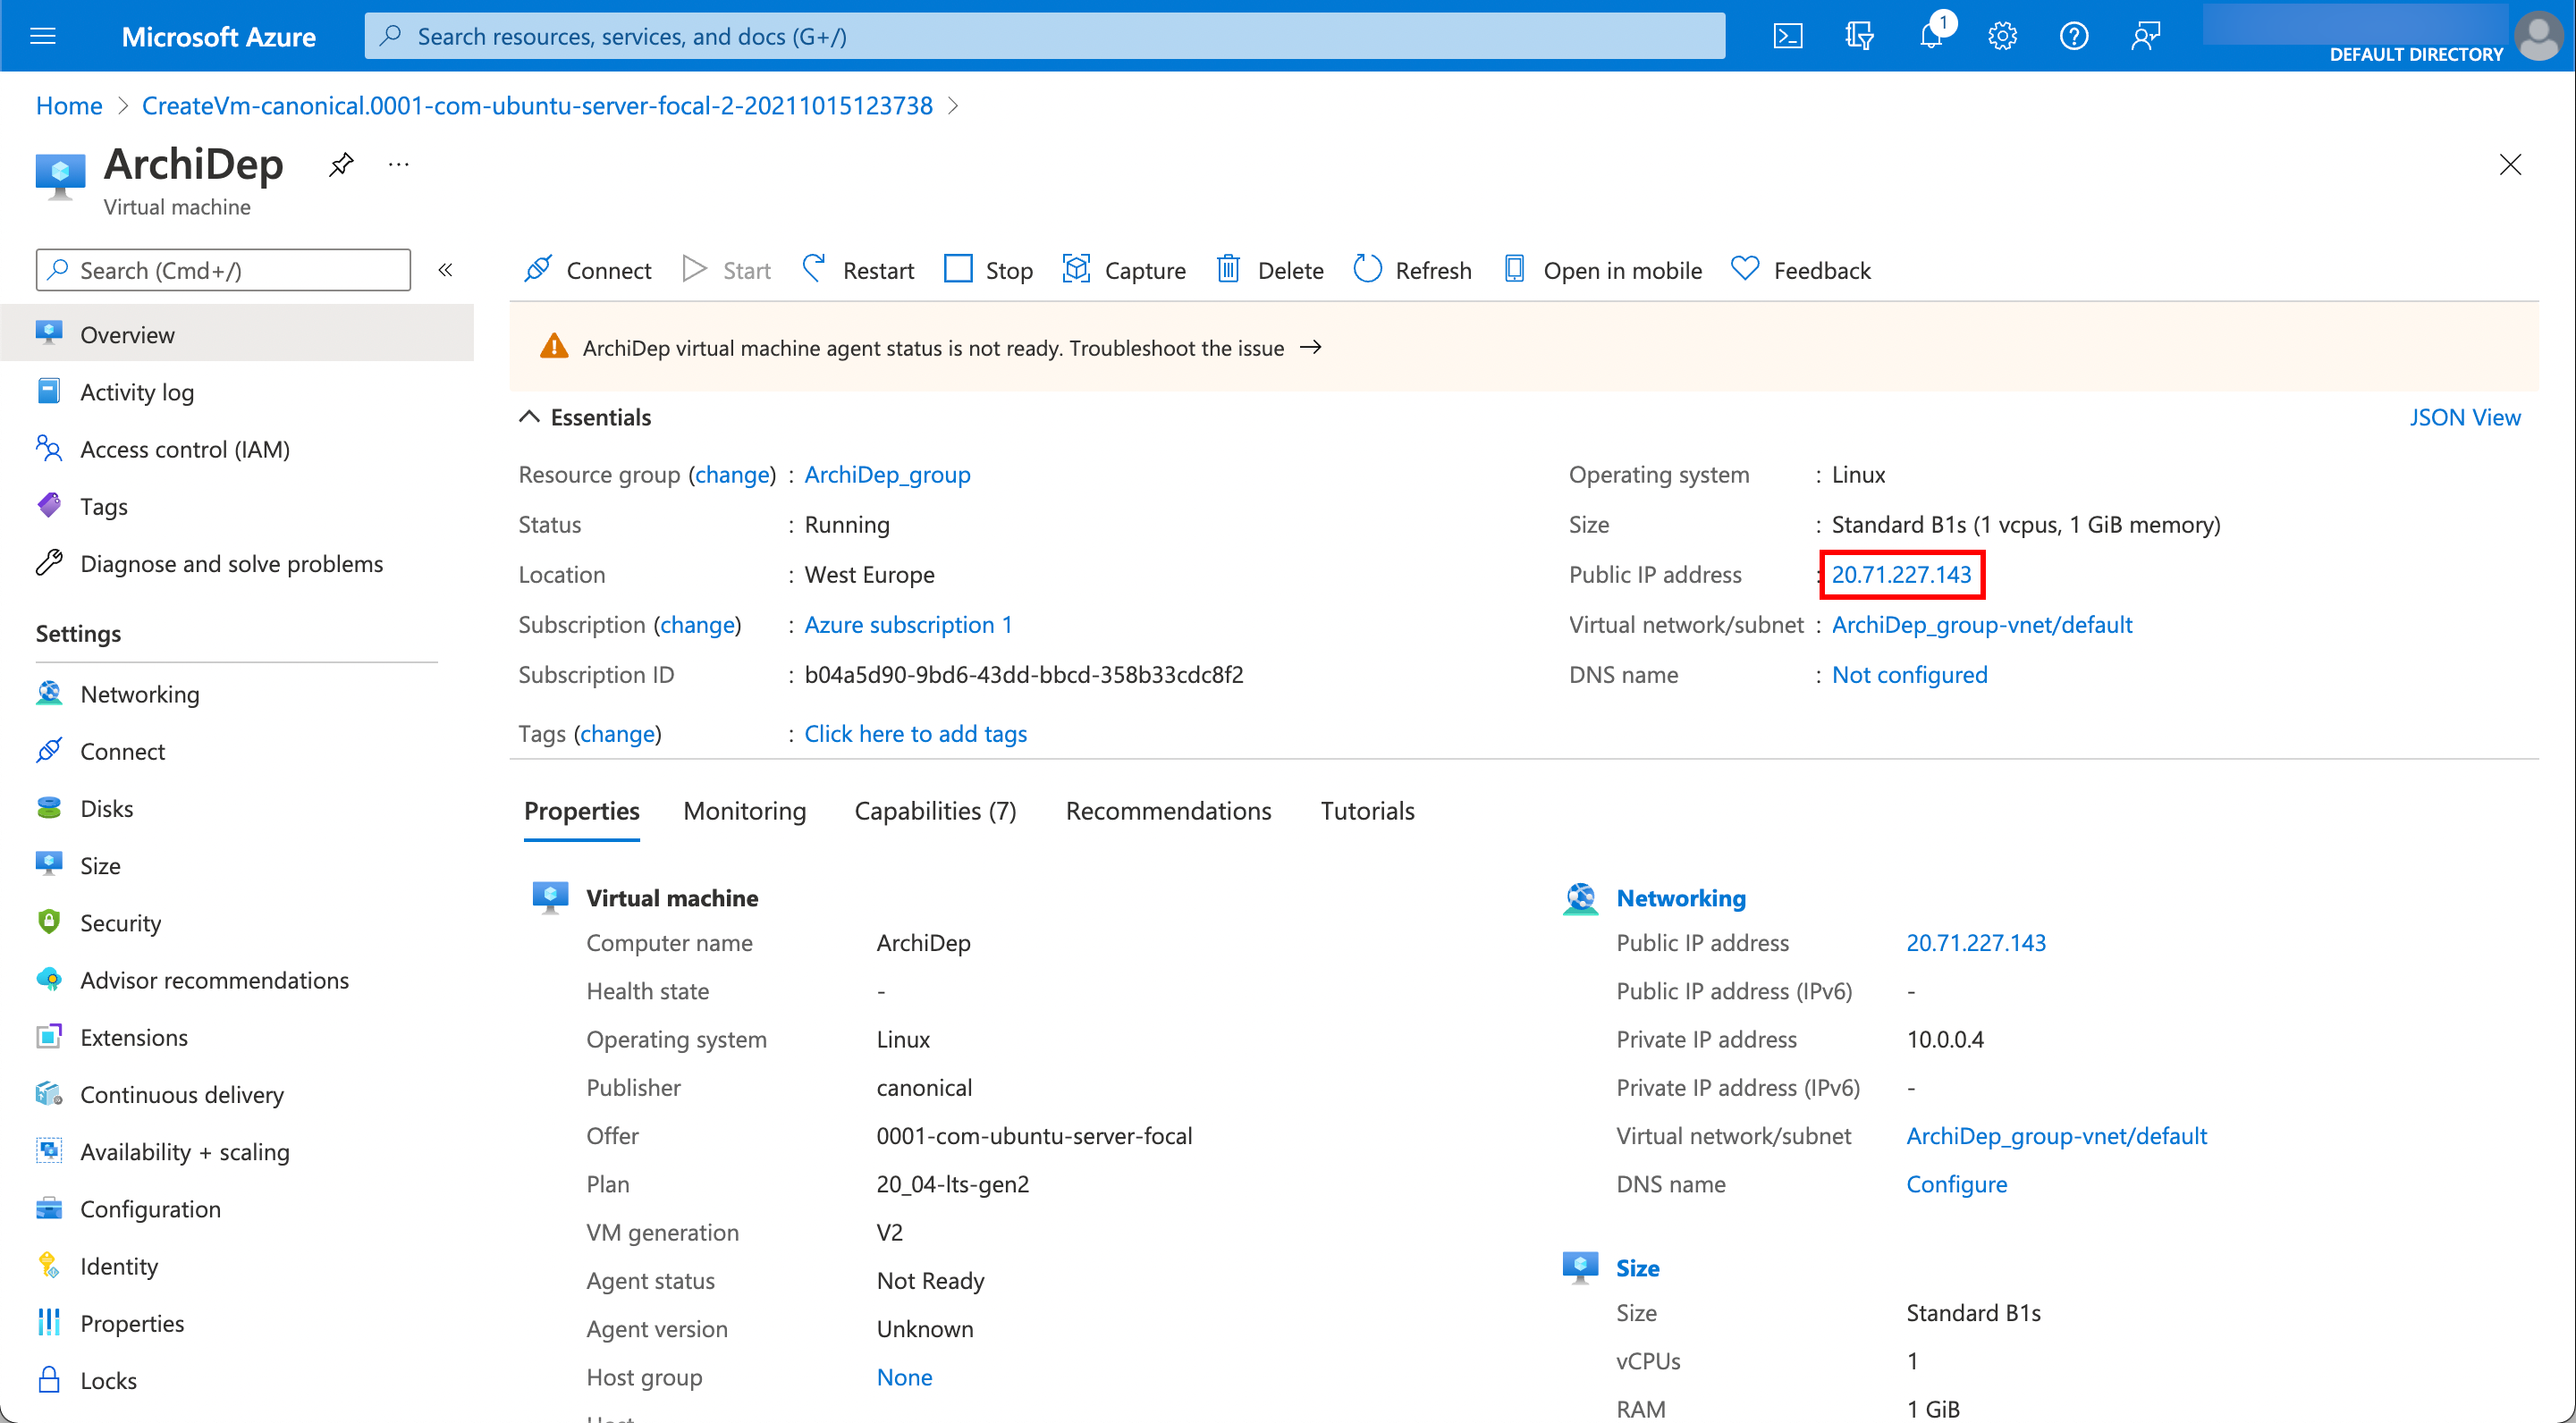 Microsoft Azure
Search resources, services, and docs (G+/)
1
DEFAULT DIRECTORY
Home > CreateVm-canonical.0001-com-ubuntu-server-focal-2-20211015123738 >
ArchiDep
...
Virtual machine
Search (Cmd+/)
«
Connect
Start
Restart
Stop
Capture
Delete
Refresh
Open in mobile
Feedback
Overview
Activity log
Access control (IAM)
Tags
Diagnose and solve problems
Settings
Networking
Connect
Disks
Size
Security
Advisor recommendations
Extensions
Continuous delivery
Availability + scaling
Configuration
Identity
Properties
Locks
ArchiDep virtual machine agent status is not ready. Troubleshoot the issue →
Essentials
JSON View
Resource group (change) : ArchiDep_group
Status : Running
Location : West Europe
Subscription (change) : Azure subscription 1
Subscription ID : b04a5d90-9bd6-43dd-bbcd-358b33cdc8f2
Tags (change) : Click here to add tags
Operating system : Linux
Size : Standard B1s (1 vcpus, 1 GiB memory)
Public IP address : 20.71.227.143
Virtual network/subnet : ArchiDep_group-vnet/default
DNS name : Not configured
Properties
Monitoring
Capabilities (7)
Recommendations
Tutorials
Virtual machine
Computer name ArchiDep
Health state -
Operating system Linux
Publisher canonical
Offer 0001-com-ubuntu-server-focal
Plan 20_04-lts-gen2
VM generation V2
Agent status Not Ready
Agent version Unknown
Host group None
Networking
Public IP address 20.71.227.143
Public IP address (IPv6) -
Private IP address 10.0.0.4
Private IP address (IPv6) -
Virtual network/subnet ArchiDep_group-vnet/default
DNS name Configure
Size
Size Standard B1s
vCPUs 1
RAM 1 GiB